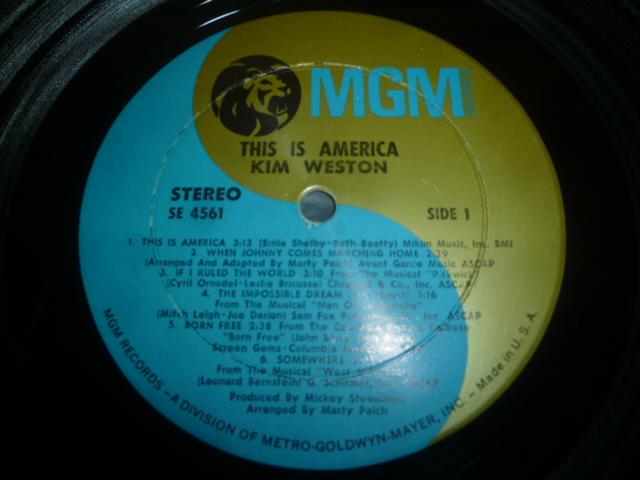 MGM
RECORDS
THIS IS AMERICA
KIM WESTON
STEREO
SE 4561
SIDE 1
1. THIS IS AMERICA 3:13 (Ernie Shelby-Beth Beatty) Mikim Music, Inc. BMI
2. WHEN JOHNNY COMES MARCHING HOME 2:39
(Arranged And Adapted By Marty Paich) Avant Garde Music ASCAP
3. IF I RULED THE WORLD 3:10 From The Musical "Pickwick"
(Cyril Ornadel-Leslie Bricusse) & Co., Inc. ASCAP
4. THE IMPOSSIBLE DREAM 3:16
From The Musical "Man Of
(Mitch Leigh-Joe Darion) Sam Fox ASCAP
5. BORN FREE 2:38 From The Release
"Born Free" (John
Screen Gems-Columbia
6. SOMEWHERE
From The Musical "West
(Leonard Bernstein) G. Schirmer, Inc. ASCAP
Produced By Mickey Stevenson
Arranged By Marty Paich
MGM RECORDS – A DIVISION OF METRO-GOLDWYN-MAYER, INC. – Made in U.S.A.